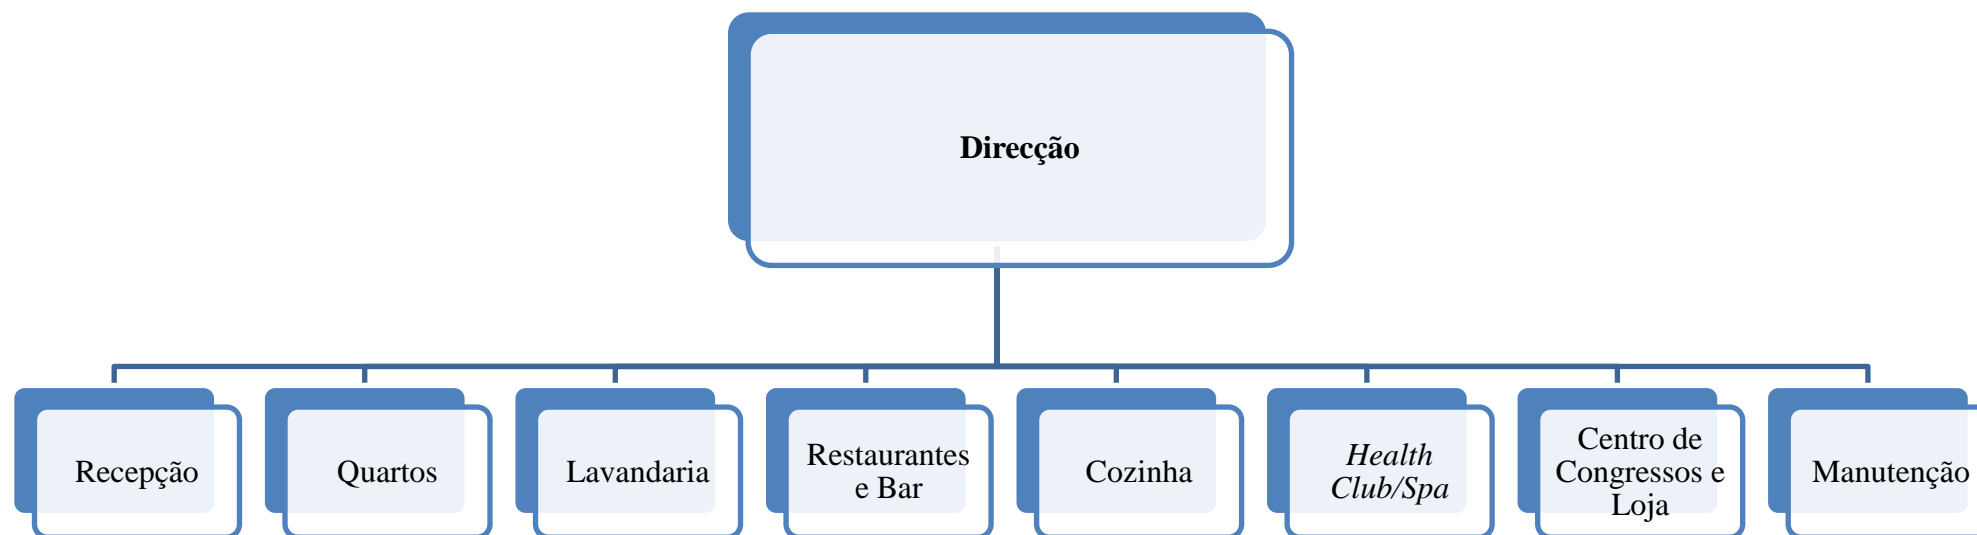 Direcção
Recepção
Quartos
Lavandaria
Restaurantes
e Bar
Cozinha
Health
Club/Spa
Centro de
Congressos e
Loja
Manutenção